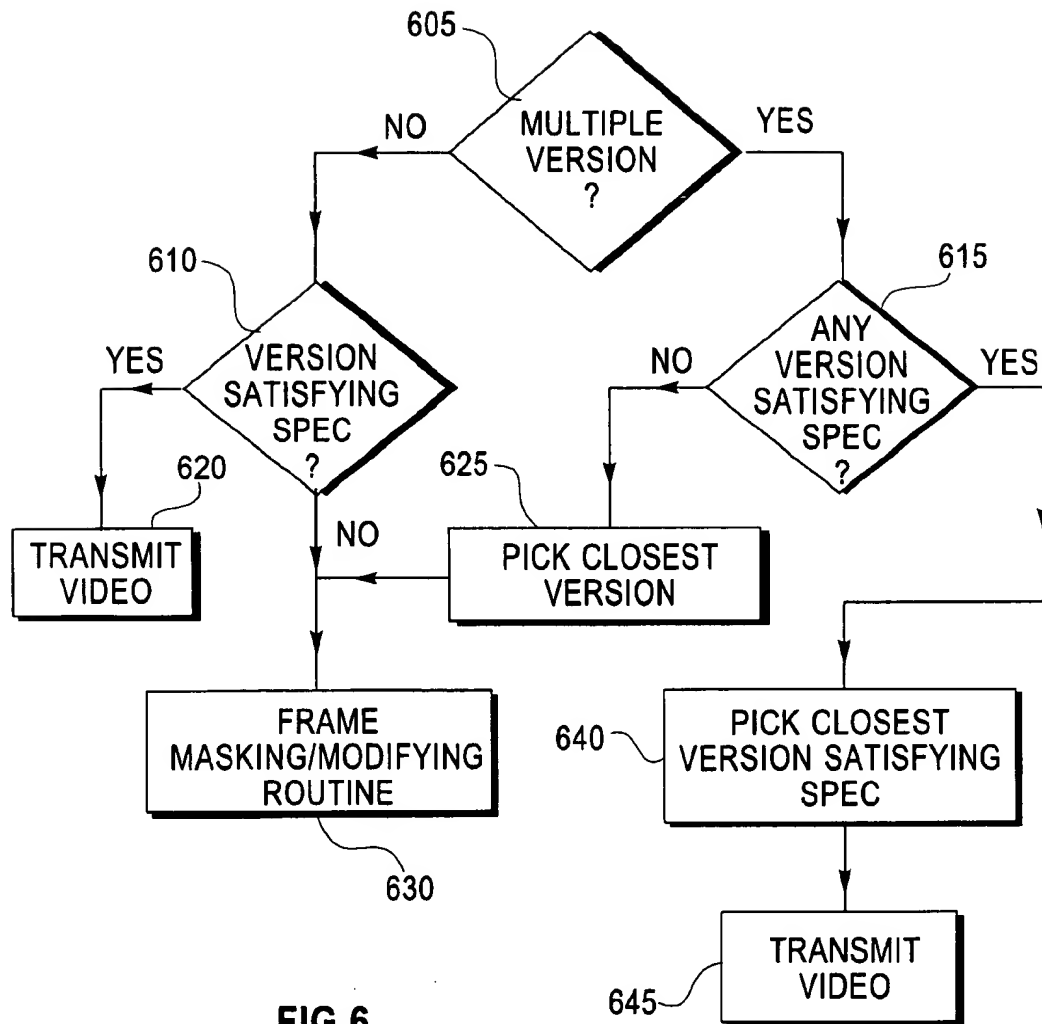 605
MULTIPLE
VERSION
?
NO
YES
610
615
VERSION
SATISFYING
SPEC
?
YES
ANY
VERSION
SATISFYING
SPEC
?
NO
YES
620
TRANSMIT
VIDEO
NO
625
PICK CLOSEST
VERSION
FRAME
MASKING/MODIFYING
ROUTINE
630
640
PICK CLOSEST
VERSION SATISFYING
SPEC
645
TRANSMIT
VIDEO